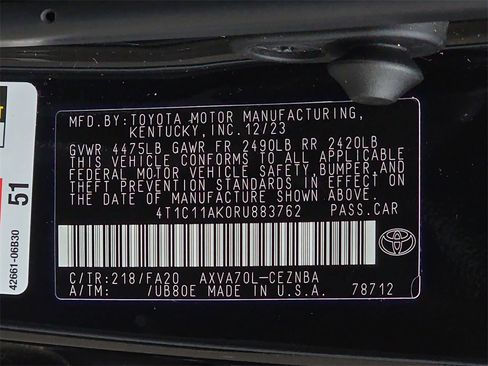 MFD.BY:TOYOTA MOTOR MANUFACTURING,
KENTUCKY,INC.12/23
GVWR 4475LB GAWR FR 2490LB RR 2420LB
THIS VEHICLE CONFORMS TO ALL APPLICABLE
FEDERAL MOTOR VEHICLE SAFETY,BUMPER, AND
THEFT PREVENTION STANDARDS IN EFFECT ON
THE DATE OF MANUFACTURE SHOWN ABOVE.
4T1C11AK0RU883762 PASS.CAR
C/TR:218/FA20 AXVA70L-CEZNBA
A/TM: /UB80E MADE IN U.S.A. 78712
51
42661-06B30